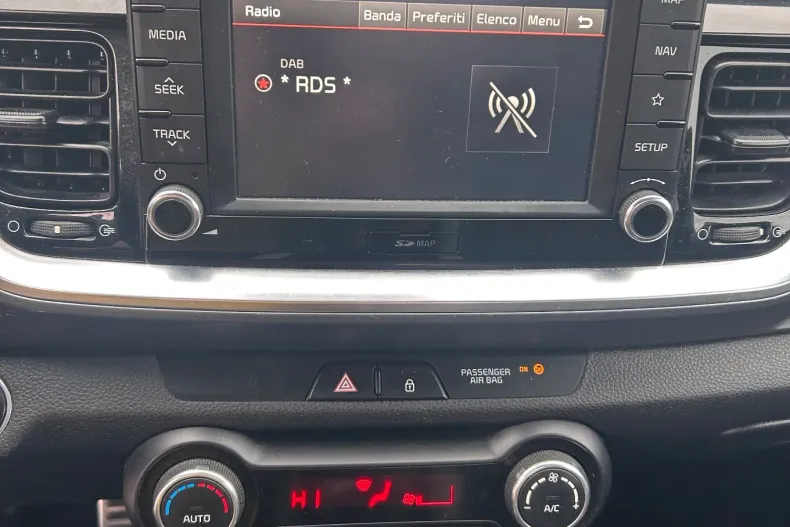 MAP
Radio Banda Preferiti Elenco Menu
MEDIA
NAV
DAB
* RDS *
SEEK
TRACK
SETUP
SD MAP
PASSENGER AIR BAG ON
HI
AUTO
A/C